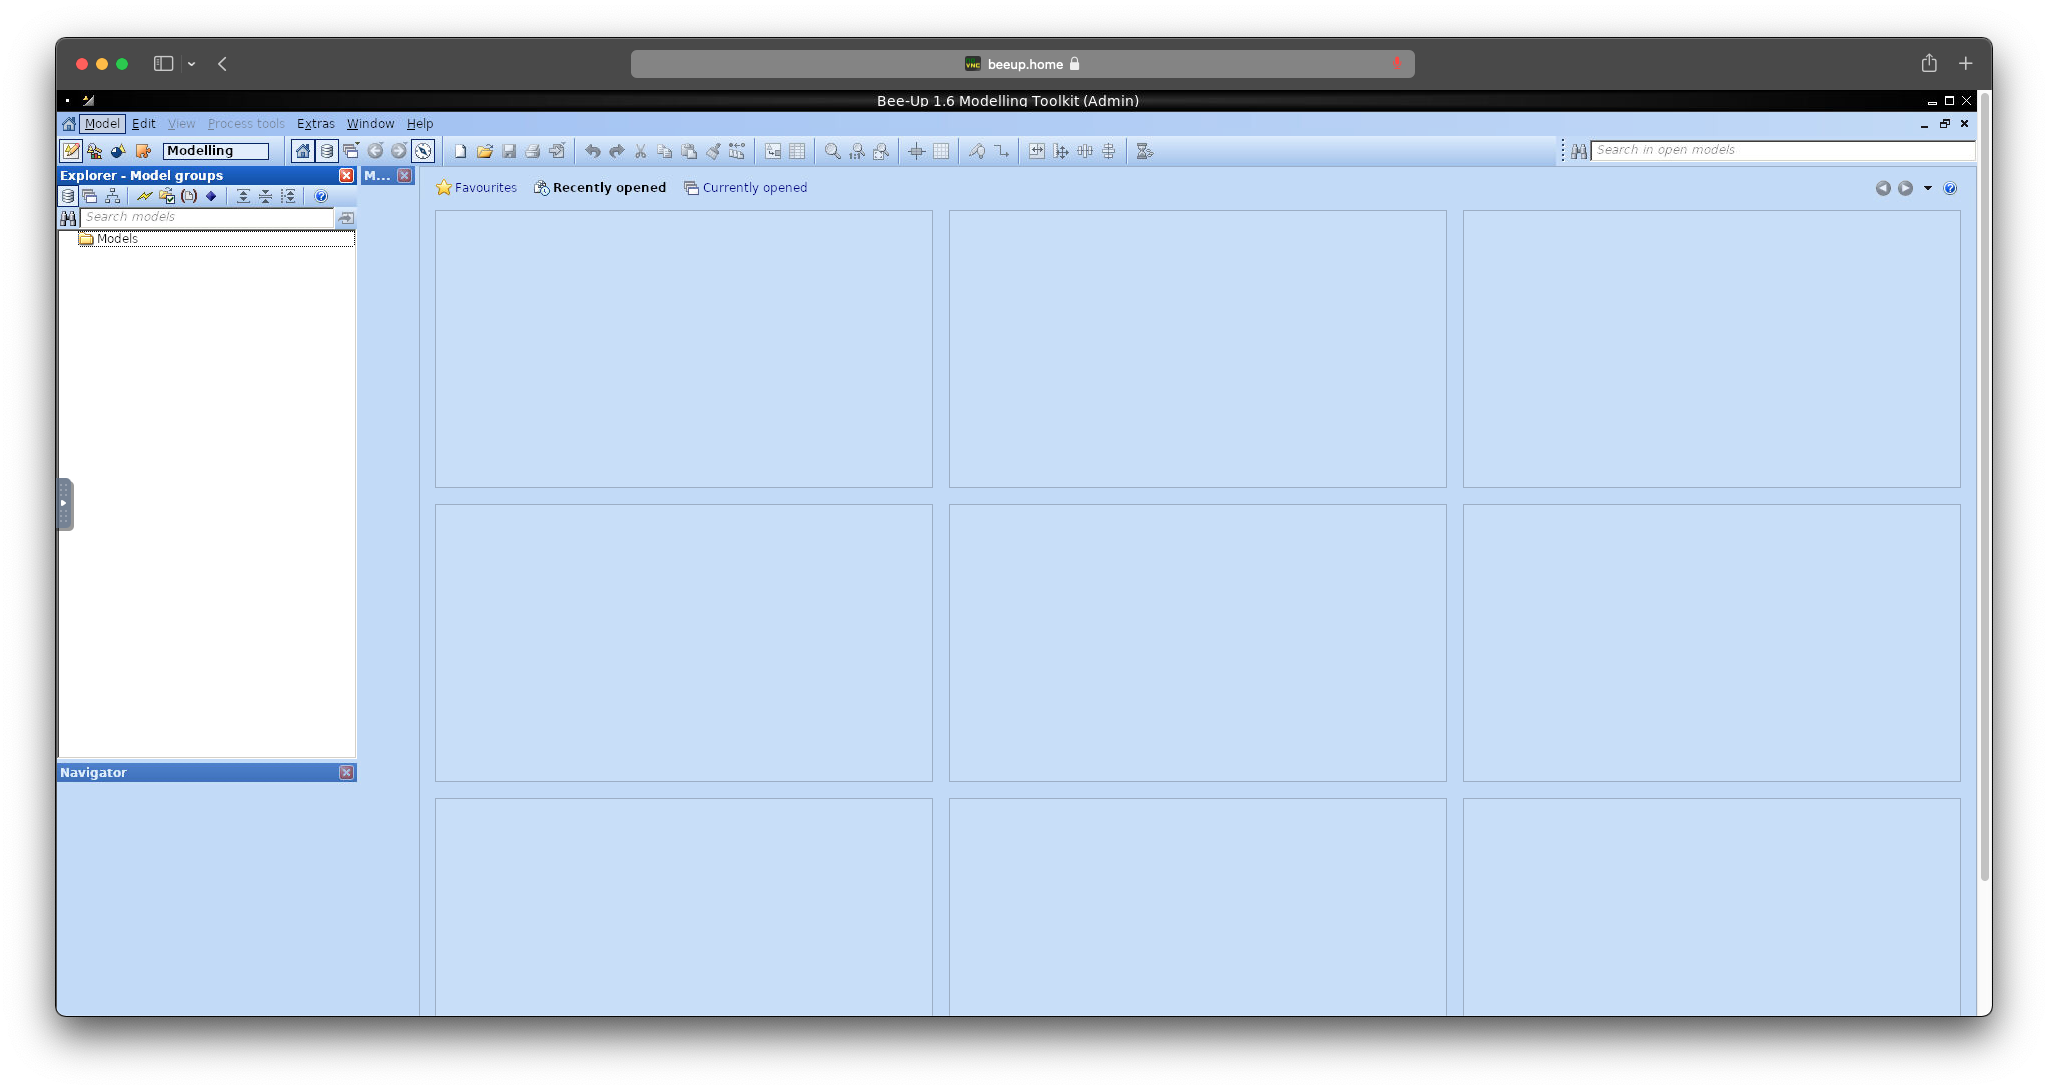 VNC beeup.home
Bee-Up 1.6 Modelling Toolkit (Admin)
Model Edit View Process tools Extras Window Help
Modelling
Search in open models
Explorer - Model groups
M...
Favourites Recently opened Currently opened
Search models
Models
Navigator